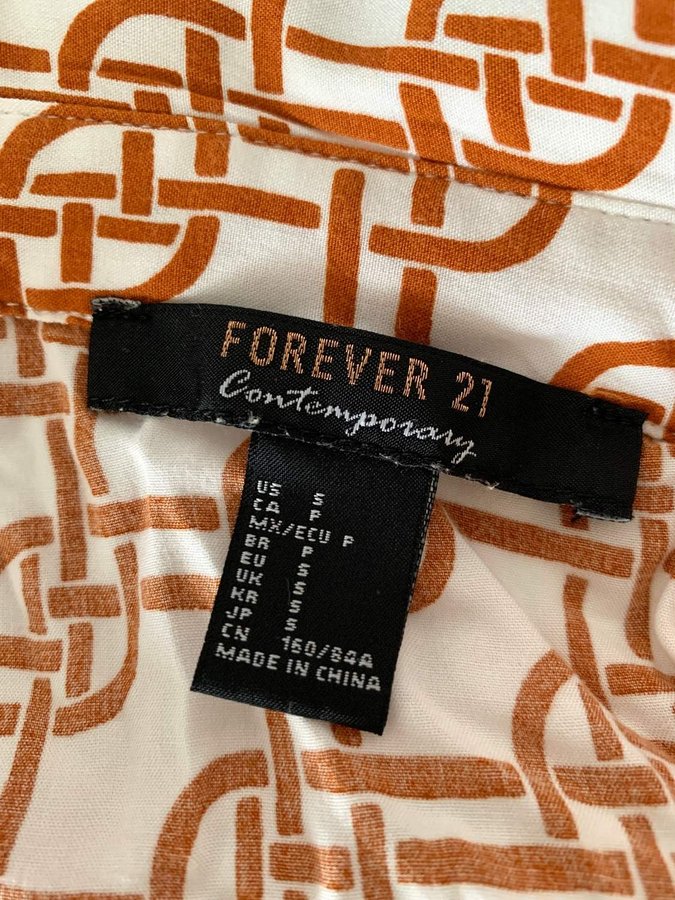 FOREVER 21
Contemporary
US S
CA P
MX/ECU P
BR P
EU S
UK S
KR S
JP S
CN 160/84A
MADE IN CHINA